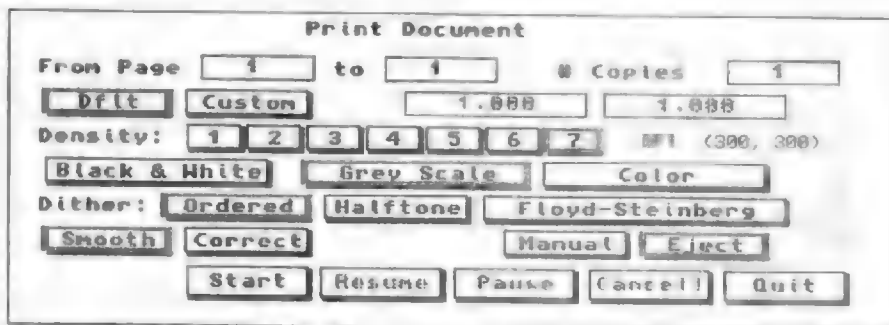 Print Document
From Page 1 to 1 # Copies 1
Dflt Custom 1.000 1.000
Density: 1 2 3 4 5 6 7 (300, 300)
Black & White Grey Scale Color
Dither: Ordered Halftone Floyd-Steinberg
Smooth Correct Manual Eject
Start Resume Pause Cancel! Quit